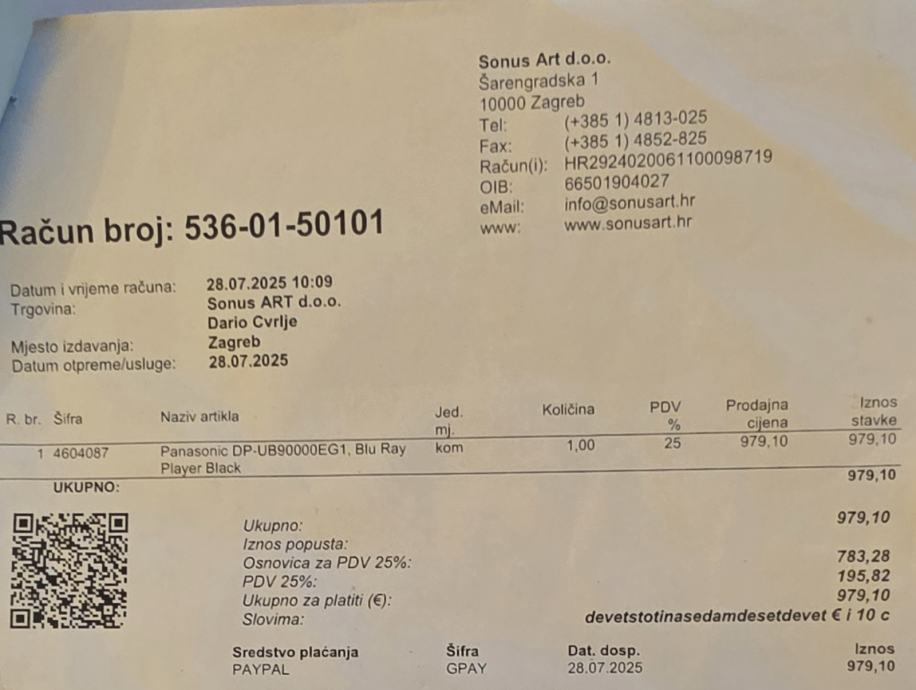 Sonus Art d.o.o.
Šarengradska 1
10000 Zagreb
Tel: (+385 1) 4813-025
Fax: (+385 1) 4852-825
Račun(i): HR2924020061100098719
OIB: 66501904027
eMail: info@sonusart.hr
www: www.sonusart.hr
Račun broj: 536-01-50101
Datum i vrijeme računa: 28.07.2025 10:09
Trgovina: Sonus ART d.o.o.
Dario Cvrlje
Mjesto izdavanja: Zagreb
Datum otpreme/usluge: 28.07.2025
R. br. Šifra Naziv artikla Jed. mj. Količina PDV % Prodajna cijena Iznos stavke
1 4604087 Panasonic DP-UB90000EG1, Blu Ray kom 1,00 25 979,10 979,10
Player Black
UKUPNO: 979,10
Ukupno: 979,10
Iznos popusta:
Osnovica za PDV 25%: 783,28
PDV 25%: 195,82
Ukupno za platiti (€): 979,10
Slovima: devetstotinasedamdesetdevet € i 10 c
Sredstvo plaćanja Šifra Dat. dosp. Iznos
PAYPAL GPAY 28.07.2025 979,10